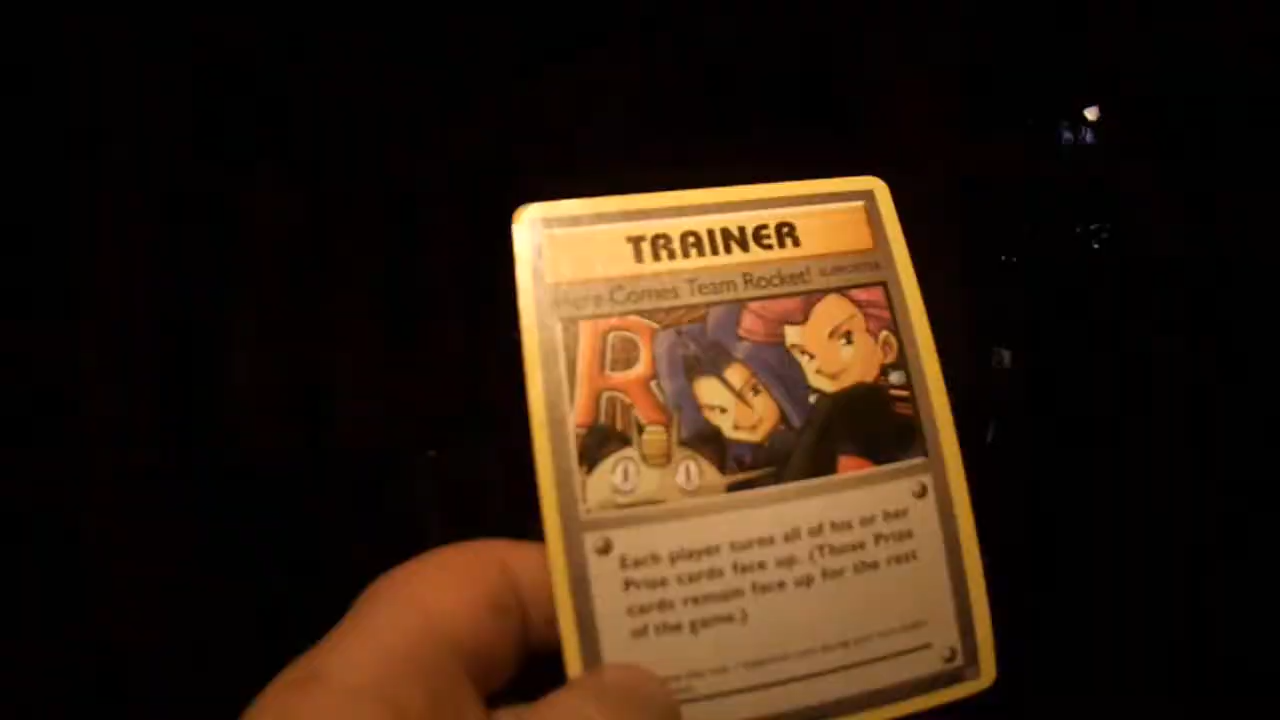 TRAINER
Here Comes Team Rocket! SUPPORTER
R
Each player turns all of his or her
Prize cards face up. (Those Prize
cards remain face up for the rest
of the game.)